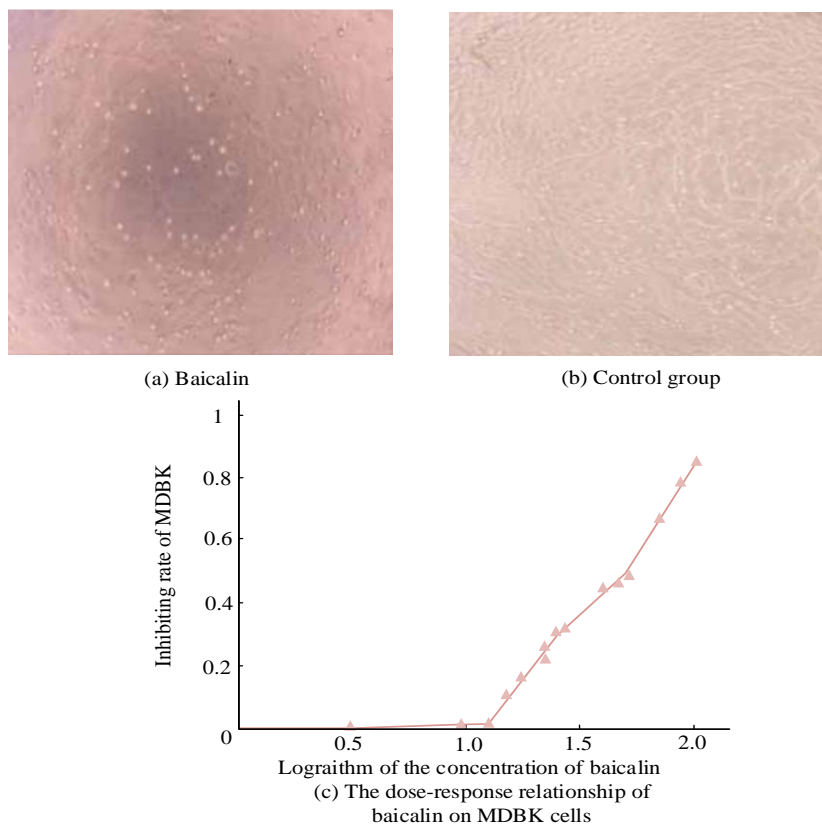 (a) Baicalin
(b) Control group
1
0.8
0.6
0.4
0.2
0
Inhibiting rate of MDBK
0.5
1.0
1.5
2.0
Lograithm of the concentration of baicalin
(c) The dose-response relationship of
baicalin on MDBK cells